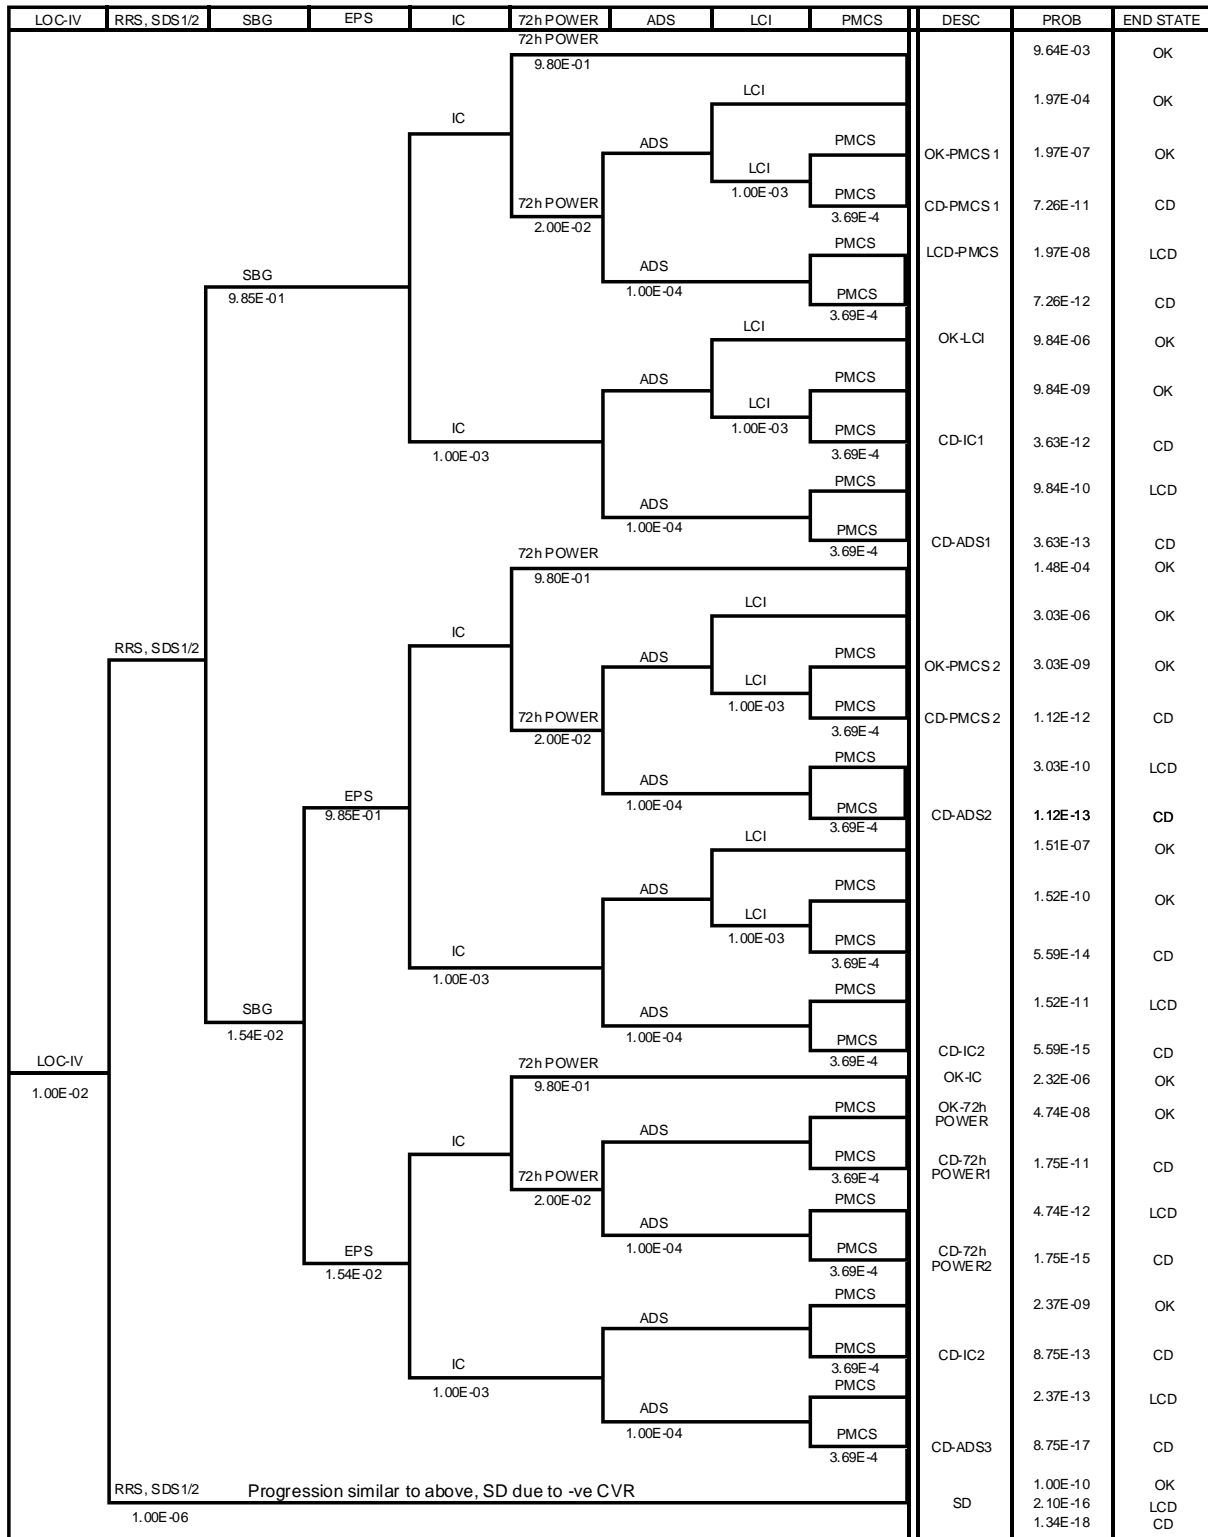 LOC-IV RRS, SDS1/2 SBG EPS IC 72h POWER ADS LCI PMCS DESC PROB END STATE
72h POWER
9.64E-03 OK
9.80E-01
LCI
1.97E-04 OK
IC
PMCS
ADS
OK-PMCS 1 1.97E-07 OK
LCI
1.00E-03
PMCS
72h POWER
CD-PMCS 1 7.26E-11 CD
3.69E-4
2.00E-02
PMCS
LCD-PMCS 1.97E-08 LCD
ADS
SBG
1.00E-04
PMCS
9.85E-01
7.26E-12 CD
3.69E-4
LCI
OK-LCI 9.84E-06 OK
ADS
PMCS
9.84E-09 OK
LCI
1.00E-03
IC
PMCS
CD-IC1 3.63E-12 CD
1.00E-03
3.69E-4
PMCS
9.84E-10 LCD
ADS
1.00E-04
PMCS
3.69E-4
CD-ADS1 3.63E-13 CD
72h POWER
1.48E-04 OK
9.80E-01
LCI
3.03E-06 OK
IC
RRS, SDS1/2
ADS
PMCS
OK-PMCS 2 3.03E-09 OK
LCI
1.00E-03
PMCS
72h POWER
CD-PMCS 2 1.12E-12 CD
3.69E-4
2.00E-02
PMCS
3.03E-10 LCD
ADS
EPS
1.00E-04
PMCS
9.85E-01
CD-ADS2 1.12E-13 CD
3.69E-4
LCI
1.51E-07 OK
ADS
PMCS
1.52E-10 OK
LCI
1.00E-03
PMCS
IC
5.59E-14 CD
3.69E-4
1.00E-03
PMCS
1.52E-11 LCD
SBG
ADS
1.54E-02
1.00E-04
PMCS
CD-IC2 5.59E-15 CD
3.69E-4
LOC-IV
72h POWER
OK-IC 2.32E-06 OK
1.00E-02
9.80E-01
PMCS
OK-72h
POWER 4.74E-08 OK
ADS
IC
PMCS
CD-72h
POWER1 1.75E-11 CD
3.69E-4
72h POWER
2.00E-02
PMCS
4.74E-12 LCD
ADS
1.00E-04
EPS
PMCS
CD-72h
POWER2 1.75E-15 CD
1.54E-02
3.69E-4
PMCS
2.37E-09 OK
ADS
PMCS
CD-IC2 8.75E-13 CD
IC
3.69E-4
1.00E-03
PMCS
2.37E-13 LCD
ADS
1.00E-04
PMCS
CD-ADS3 8.75E-17 CD
3.69E-4
RRS, SDS1/2 Progression similar to above, SD due to -ve CVR
1.00E-10 OK
SD 2.10E-16 LCD
1.00E-06
1.34E-18 CD